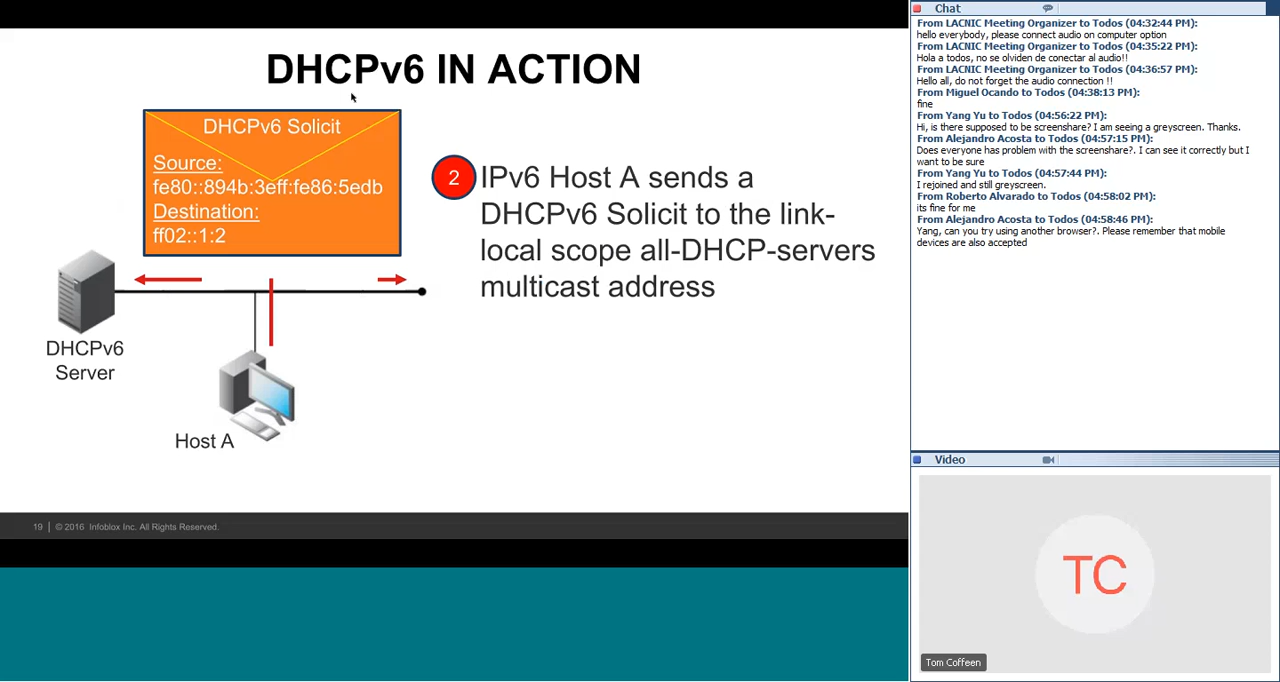 DHCPv6 IN ACTION
DHCPv6 Solicit
Source:
fe80::894b:3eff:fe86:5edb
Destination:
ff02::1:2
2
IPv6 Host A sends a
DHCPv6 Solicit to the link-
local scope all-DHCP-servers
multicast address
DHCPv6
Server
Host A
19 | © 2016 Infoblox Inc. All Rights Reserved.
Chat
From LACNIC Meeting Organizer to Todos (04:32:44 PM):
hello everybody, please connect audio on computer option
From LACNIC Meeting Organizer to Todos (04:35:22 PM):
Hola a todos, no se olviden de conectar al audio!!
From LACNIC Meeting Organizer to Todos (04:36:57 PM):
Hello all, do not forget the audio connection !!
From Miguel Ocando to Todos (04:38:13 PM):
fine
From Yang Yu to Todos (04:56:22 PM):
Hi, is there supposed to be screenshare? I am seeing a greyscreen. Thanks.
From Alejandro Acosta to Todos (04:57:15 PM):
Does everyone has problem with the screenshare?. I can see it correctly but I
want to be sure
From Yang Yu to Todos (04:57:44 PM):
I rejoined and still greyscreen.
From Roberto Alvarado to Todos (04:58:02 PM):
its fine for me
From Alejandro Acosta to Todos (04:58:46 PM):
Yang, can you try using another browser?. Please remember that mobile
devices are also accepted
Video
TC
Tom Coffeen